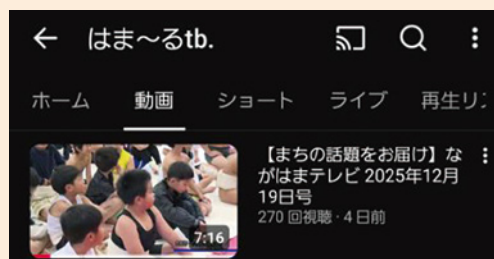 はま～るtb.
ホーム 動画 ショート ライブ 再生リ
【まちの話題をお届け】な
がはまテレビ 2025年12月
19日号
270 回視聴・4 日前
7:16